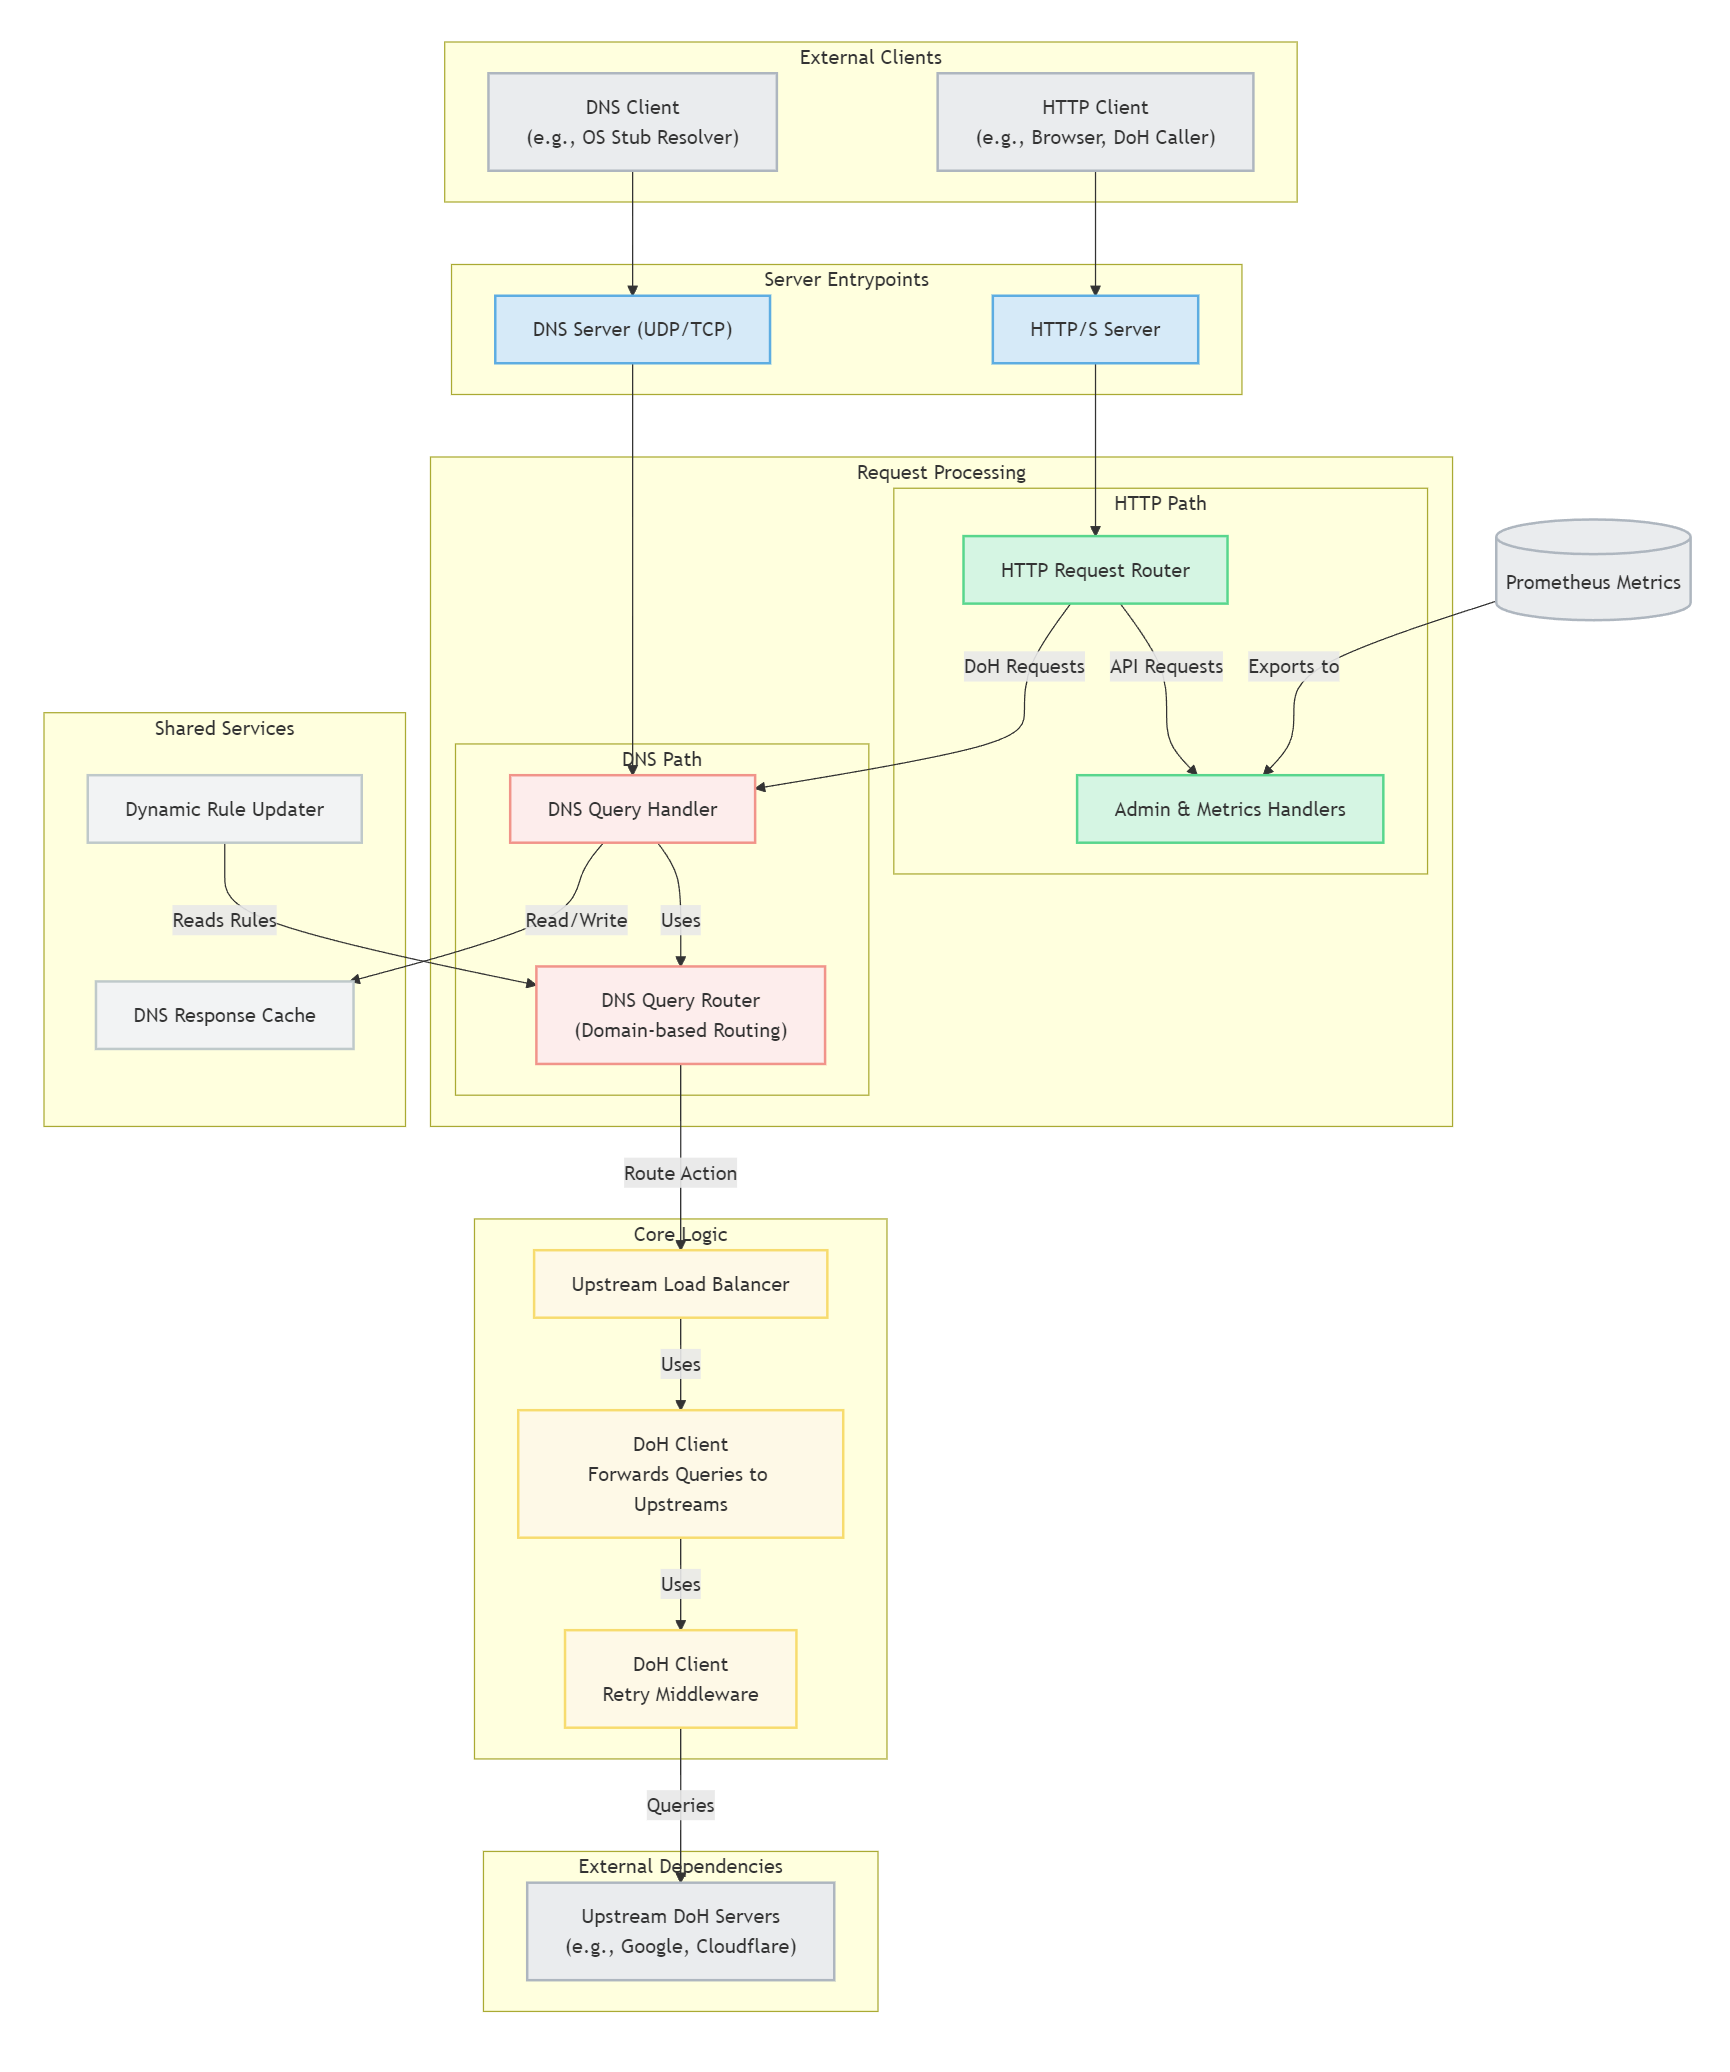 External Clients
DNS Client
(e.g., OS Stub Resolver)
HTTP Client
(e.g., Browser, DoH Caller)
Server Entrypoints
DNS Server (UDP/TCP)
HTTP/S Server
Request Processing
HTTP Path
HTTP Request Router
Prometheus Metrics
DoH Requests
API Requests
Exports to
Shared Services
DNS Path
Dynamic Rule Updater
DNS Query Handler
Admin & Metrics Handlers
Reads Rules
Read/Write
Uses
DNS Response Cache
DNS Query Router
(Domain-based Routing)
Route Action
Core Logic
Upstream Load Balancer
Uses
DoH Client
Forwards Queries to
Upstreams
Uses
DoH Client
Retry Middleware
Queries
External Dependencies
Upstream DoH Servers
(e.g., Google, Cloudflare)